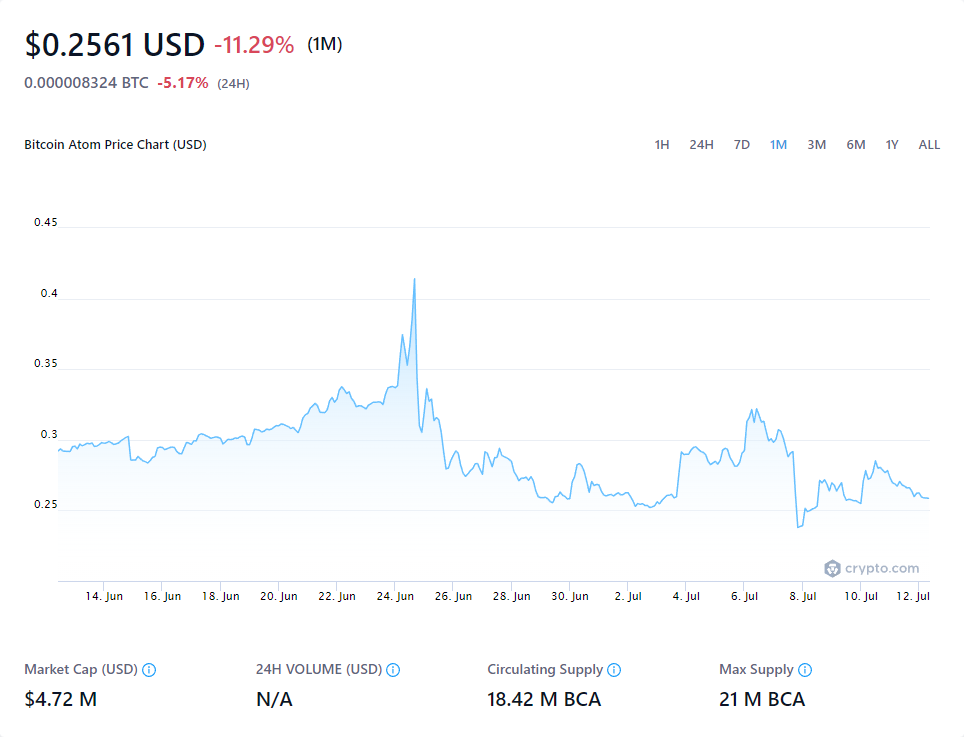 $0.2561 USD -11.29% (1M)
0.000008324 BTC -5.17% (24H)
Bitcoin Atom Price Chart (USD)
1H 24H 7D 1M 3M 6M 1Y ALL
0.45
0.4
0.35
0.3
0.25
crypto.com
14. Jun 16. Jun 18. Jun 20. Jun 22. Jun 24. Jun 26. Jun 28. Jun 30. Jun 2. Jul 4. Jul 6. Jul 8. Jul 10. Jul 12. Jul
Market Cap (USD) 24H VOLUME (USD) Circulating Supply Max Supply
$4.72 M N/A 18.42 M BCA 21 M BCA